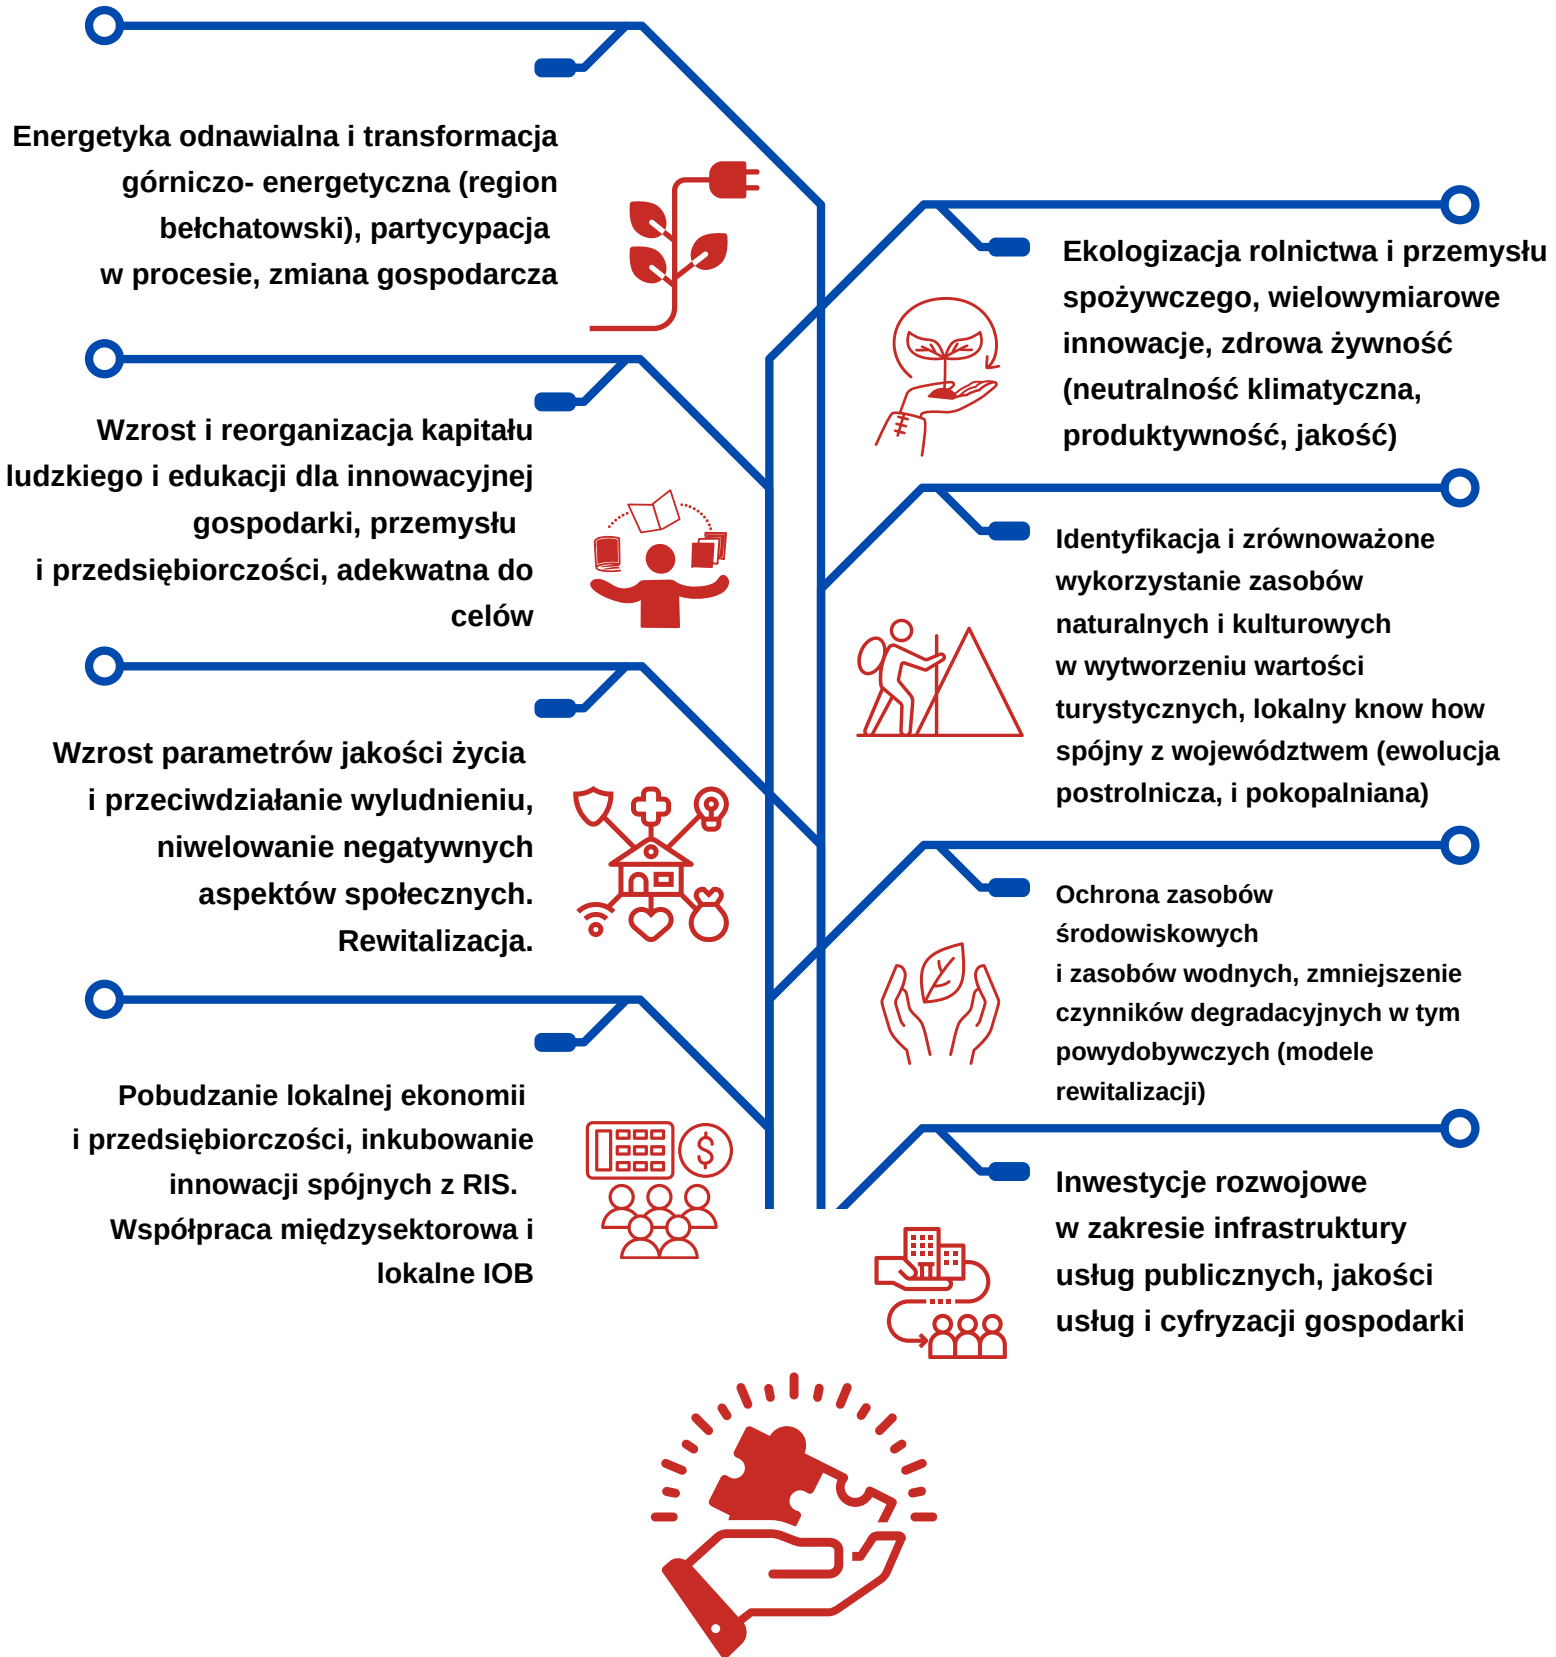 Energetyka odnawialna i transformacja
górniczo- energetyczna (region
bełchatowski), partycypacja
w procesie, zmiana gospodarcza
Ekologizacja rolnictwa i przemysłu
spożywczego, wielowymiarowe
innowacje, zdrowa żywność
(neutralność klimatyczna,
produktywność, jakość)
Wzrost i reorganizacja kapitału
ludzkiego i edukacji dla innowacyjnej
gospodarki, przemysłu
i przedsiębiorczości, adekwatna do
celów
Identyfikacja i zrównoważone
wykorzystanie zasobów
naturalnych i kulturowych
w wytworzeniu wartości
turystycznych, lokalny know how
spójny z województwem (ewolucja
postrolnicza, i pokopalniana)
Wzrost parametrów jakości życia
i przeciwdziałanie wyludnieniu,
niwelowanie negatywnych
aspektów społecznych.
Rewitalizacja.
Ochrona zasobów
środowiskowych
i zasobów wodnych, zmniejszenie
czynników degradacyjnych w tym
powydobywczych (modele
rewitalizacji)
Pobudzanie lokalnej ekonomii
i przedsiębiorczości, inkubowanie
innowacji spójnych z RIS.
Współpraca międzysektorowa i
lokalne IOB
$
Inwestycje rozwojowe
w zakresie infrastruktury
usług publicznych, jakości
usług i cyfryzacji gospodarki